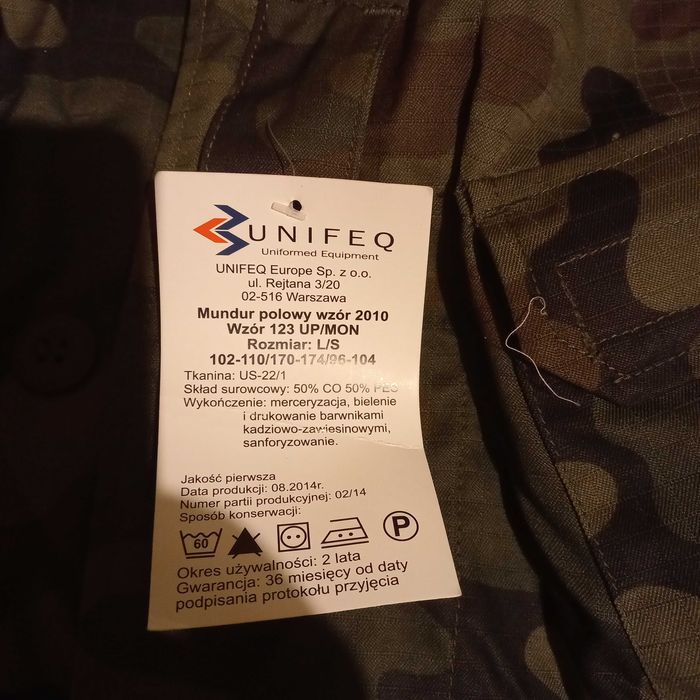 UNIFEQ
Uniformed Equipment
UNIFEQ Europe Sp. z o.o.
ul. Rejtana 3/20
02-516 Warszawa
Mundur polowy wzór 2010
Wzór 123 UP/MON
Rozmiar: L/S
102-110/170-174/96-104
Tkanina: US-22/1
Skład surowcowy: 50% CO 50% PES
Wykończenie: merceryzacja, bielenie
i drukowanie barwnikami
kadziowo-zawiesinowymi,
sanforyzowanie.
Jakość pierwsza
Data produkcji: 08.2014r.
Numer partii produkcyjnej: 02/14
Sposób konserwacji:
60 P
Okres używalności: 2 lata
Gwarancja: 36 miesięcy od daty
podpisania protokołu przyjęcia